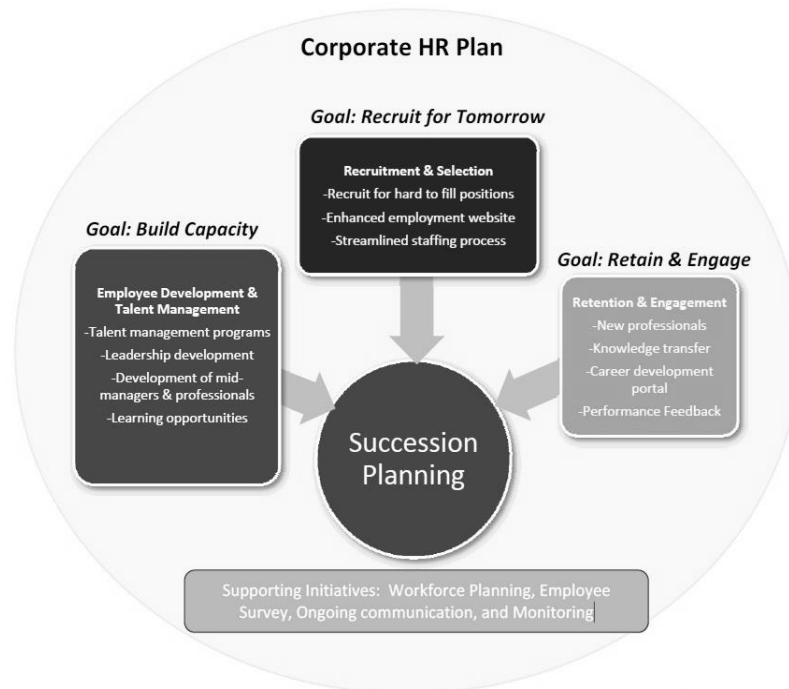 Corporate HR Plan
Goal: Recruit for Tomorrow
Recruitment & Selection
-Recruit for hard to fill positions
-Enhanced employment website
-Streamlined staffing process
Goal: Build Capacity
Employee Development &
Talent Management
-Talent management programs
-Leadership development
-Development of mid-
managers & professionals
-Learning opportunities
Goal: Retain & Engage
Retention & Engagement
-New professionals
-Knowledge transfer
-Career development
portal
-Performance Feedback
Succession
Planning
Supporting Initiatives: Workforce Planning, Employee
Survey, Ongoing communication, and Monitoring